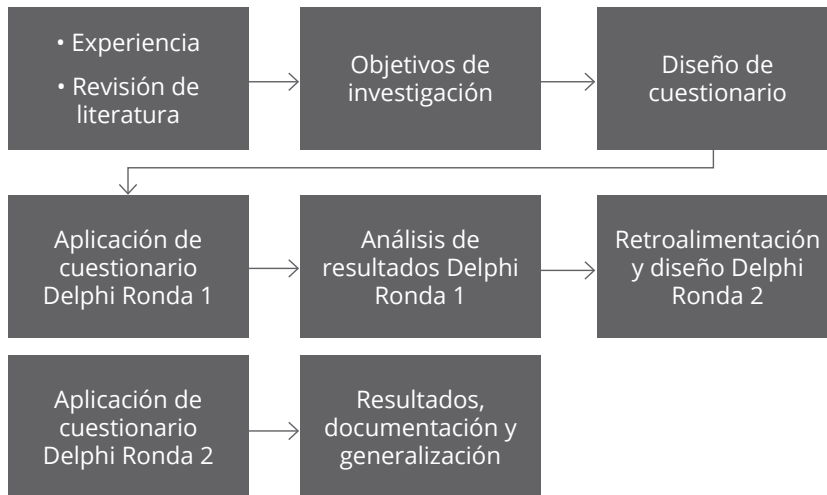 • Experiencia
• Revisión de
literatura
Objetivos de
investigación
Diseño de
cuestionario
Aplicación de
cuestionario
Delphi Ronda 1
Análisis de
resultados Delphi
Ronda 1
Retroalimentación
y diseño Delphi
Ronda 2
Aplicación de
cuestionario
Delphi Ronda 2
Resultados,
documentación y
generalización